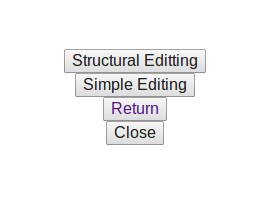 Structural Editting
Simple Editing
Return
Close